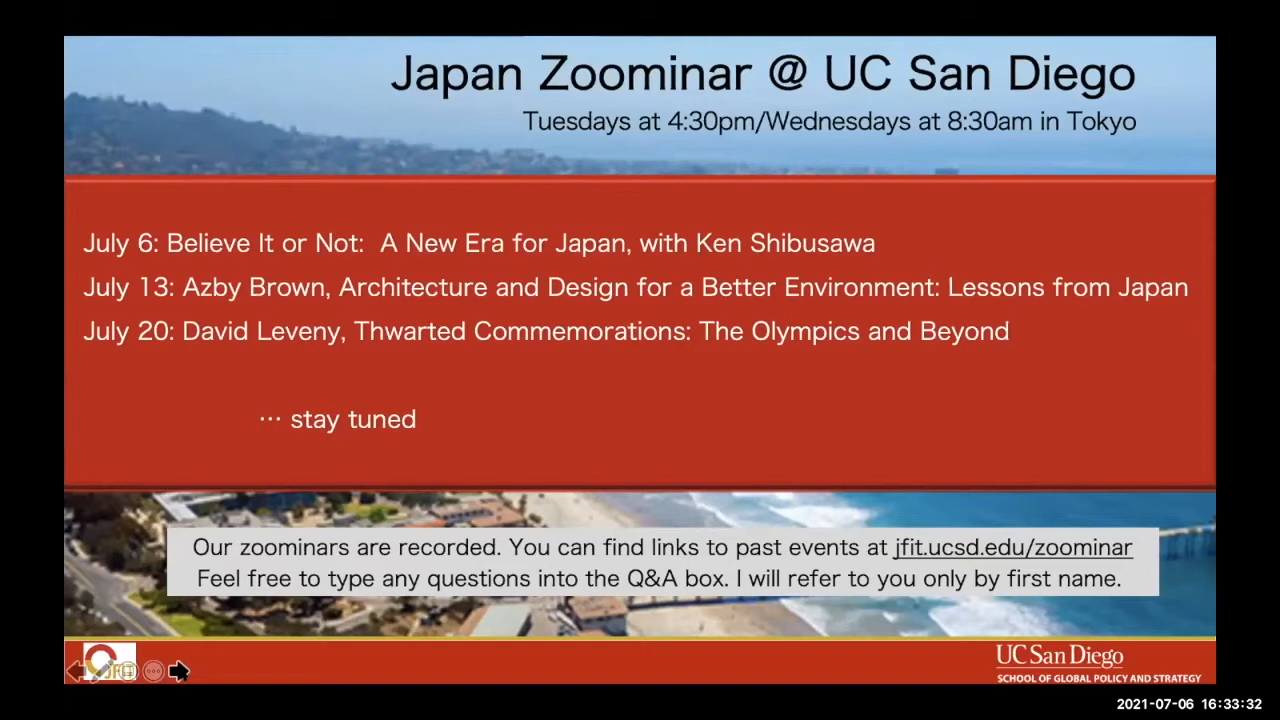 Japan Zoominar @ UC San Diego
Tuesdays at 4:30pm/Wednesdays at 8:30am in Tokyo
July 6: Believe It or Not:  A New Era for Japan, with Ken Shibusawa
July 13: Azby Brown, Architecture and Design for a Better Environment: Lessons from Japan
July 20: David Leveny, Thwarted Commemorations: The Olympics and Beyond
… stay tuned
Our zoominars are recorded. You can find links to past events at jfit.ucsd.edu/zoominar
Feel free to type any questions into the Q&A box. I will refer to you only by first name.
JFIT
UC San Diego
SCHOOL OF GLOBAL POLICY AND STRATEGY
2021-07-06 16:33:32